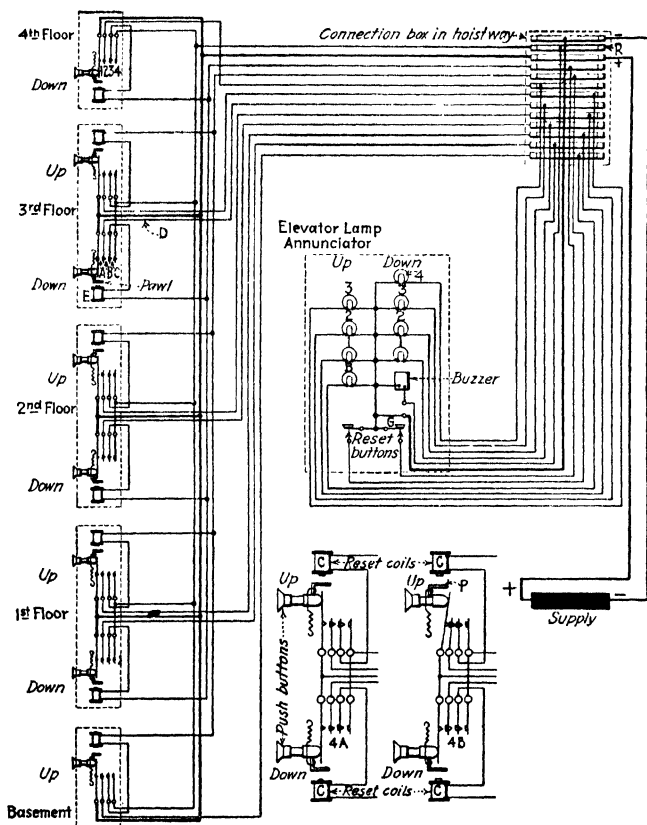 4th Floor
Down
1234
Up
3rd Floor
D
Down
ABC
E
Pawl
Up
2nd Floor
Down
Up
1st Floor
Down
Up
Basement
Connection box in hoistway
-
R
+
Elevator Lamp
Annunciator
Up Down
4
3 3
2 2
Buzzer
G
Reset
buttons
C Reset coils C
Up Up P
Push buttons
4A 4B
Down Down
C Reset coils C
+ -
Supply